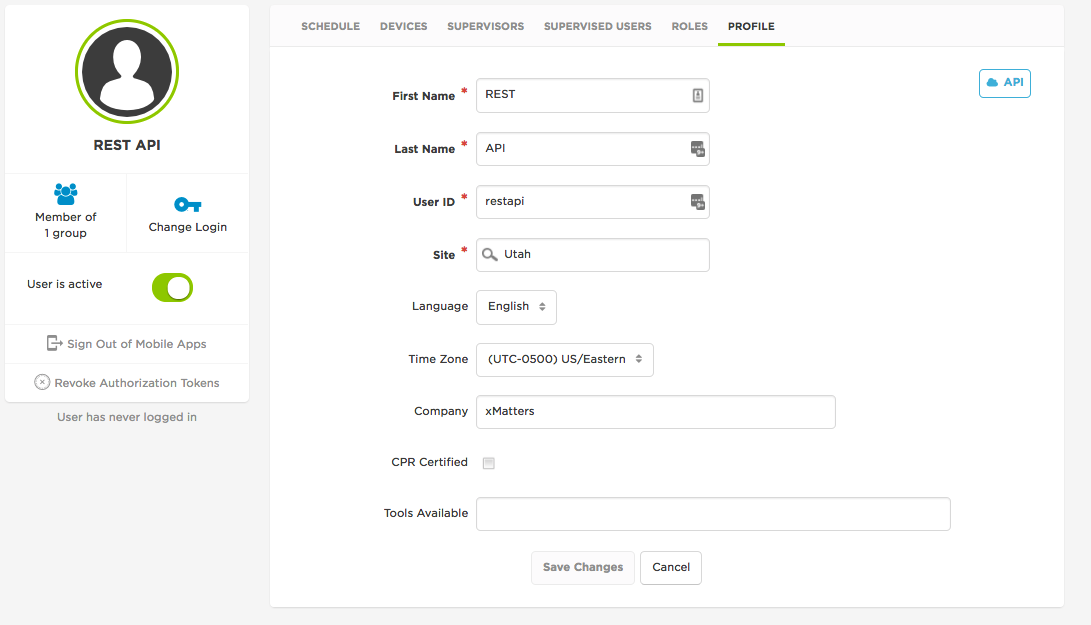 REST API
Member of
1 group
Change Login
User is active
Sign Out of Mobile Apps
Revoke Authorization Tokens
User has never logged in
SCHEDULE DEVICES SUPERVISORS SUPERVISED USERS ROLES PROFILE
API
First Name * REST
Last Name * API
User ID * restapi
Site * Utah
Language English
Time Zone (UTC-0500) US/Eastern
Company xMatters
CPR Certified
Tools Available
Save Changes Cancel